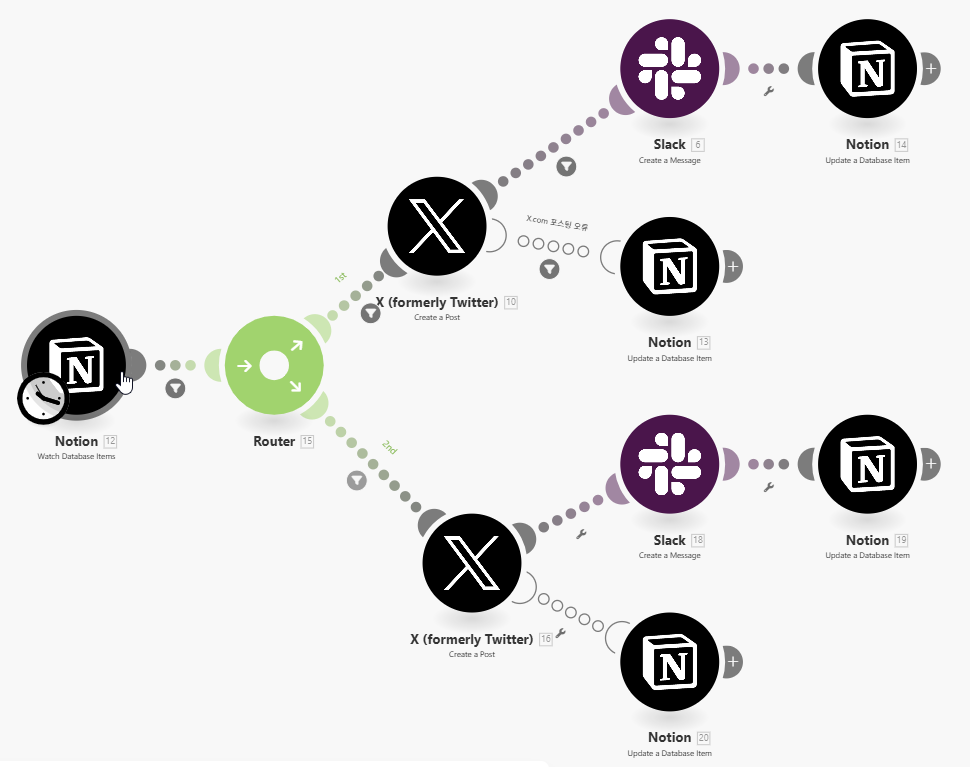 Slack 6
Create a Message
Notion 14
Update a Database Item
X.com 포스팅 오류
1st
X (formerly Twitter) 10
Create a Post
Notion 13
Update a Database Item
Notion 12
Watch Database Items
Router 15
2nd
Slack 18
Create a Message
Notion 19
Update a Database Item
X (formerly Twitter) 16
Create a Post
Notion 20
Update a Database Item